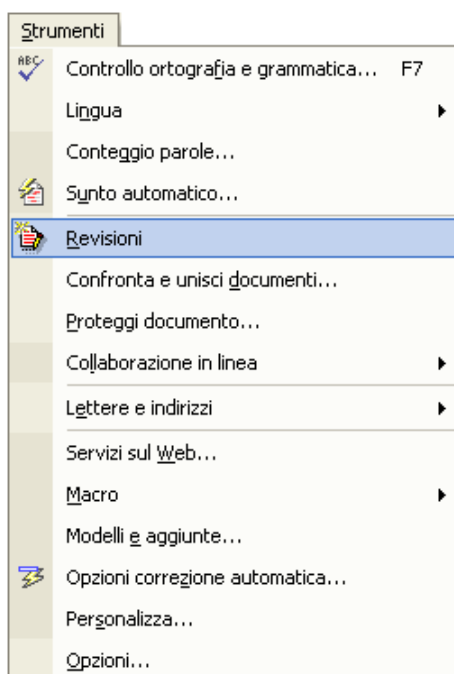 Strumenti
ABC
Controllo ortografia e grammatica... F7
Lingua
Conteggio parole...
Sunto automatico...
Revisioni
Confronta e unisci documenti...
Proteggi documento...
Collaborazione in linea
Lettere e indirizzi
Servizi sul Web...
Macro
Modelli e aggiunte...
Opzioni correzione automatica...
Personalizza...
Opzioni...